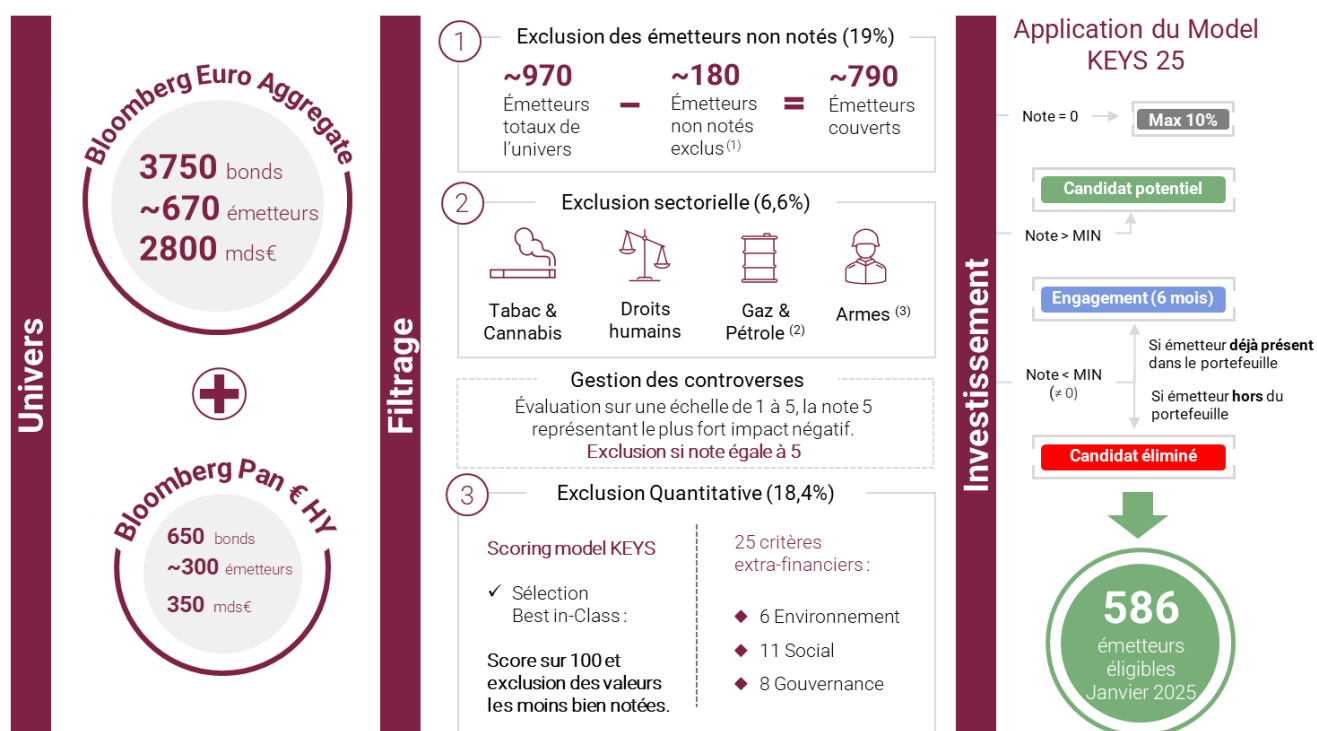 Univers
Bloomberg Euro Aggregate
3750 bonds
~670 émetteurs
2800 mds€
Bloomberg Pan € HY
650 bonds
~300 émetteurs
350 mds€
Filtrage
1
Exclusion des émetteurs non notés (19%)
~970
Émetteurs
totaux de
l'univers
–
~180
Émetteurs
non notés
exclus (1)
=
~790
Émetteurs
couverts
2
Exclusion sectorielle (6,6%)
Tabac &
Cannabis
Droits
humains
Gaz &
Pétrole (2)
Armes (3)
Gestion des controverses
Évaluation sur une échelle de 1 à 5, la note 5
représentant le plus fort impact négatif.
Exclusion si note égale à 5
3
Exclusion Quantitative (18,4%)
Scoring model KEYS
✓ Sélection
Best in-Class :
Score sur 100 et
exclusion des valeurs
les moins bien notées.
25 critères
extra-financiers :
◆ 6 Environnement
◆ 11 Social
◆ 8 Gouvernance
Investissement
Application du Model
KEYS 25
Note = 0
Max 10%
Candidat potentiel
Note > MIN
Engagement (6 mois)
Si émetteur déjà présent
dans le portefeuille
Note < MIN
(≠ 0)
Si émetteur hors du
portefeuille
Candidat éliminé
586
émetteurs
éligibles
Janvier 2025